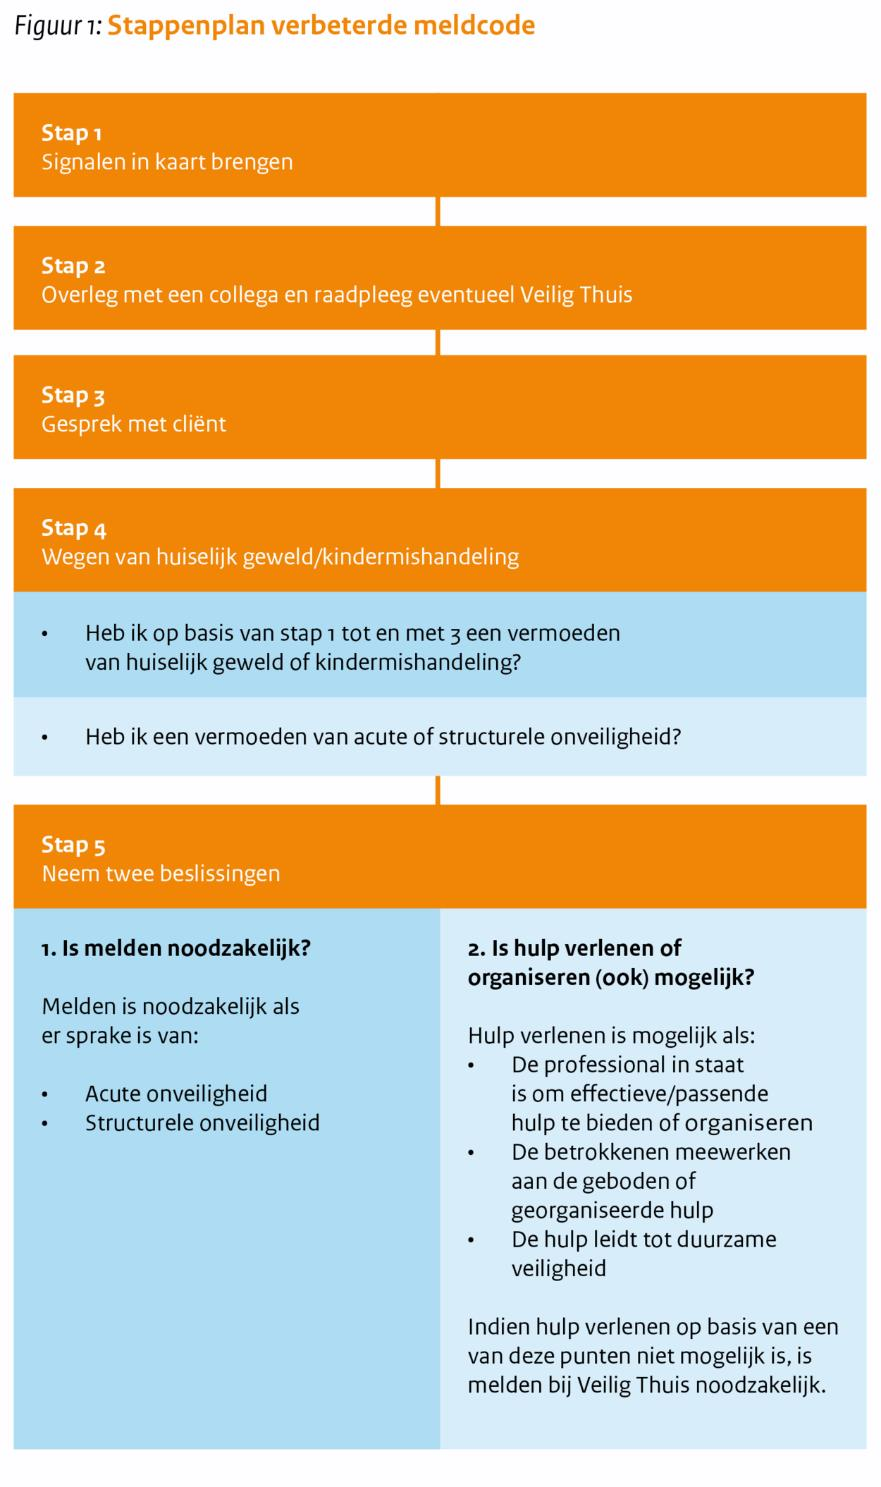 Figuur 1: Stappenplan verbeterde meldcode
Stap 1
Signalen in kaart brengen
Stap 2
Overleg met een collega en raadpleeg eventueel Veilig Thuis
Stap 3
Gesprek met cliënt
Stap 4
Wegen van huiselijk geweld/kindermishandeling
• Heb ik op basis van stap 1 tot en met 3 een vermoeden
van huiselijk geweld of kindermishandeling?
• Heb ik een vermoeden van acute of structurele onveiligheid?
Stap 5
Neem twee beslissingen
1. Is melden noodzakelijk?
Melden is noodzakelijk als
er sprake is van:
• Acute onveiligheid
• Structurele onveiligheid
2. Is hulp verlenen of
organiseren (ook) mogelijk?
Hulp verlenen is mogelijk als:
• De professional in staat
is om effectieve/passende
hulp te bieden of organiseren
• De betrokkenen meewerken
aan de geboden of
georganiseerde hulp
• De hulp leidt tot duurzame
veiligheid
Indien hulp verlenen op basis van een
van deze punten niet mogelijk is, is
melden bij Veilig Thuis noodzakelijk.